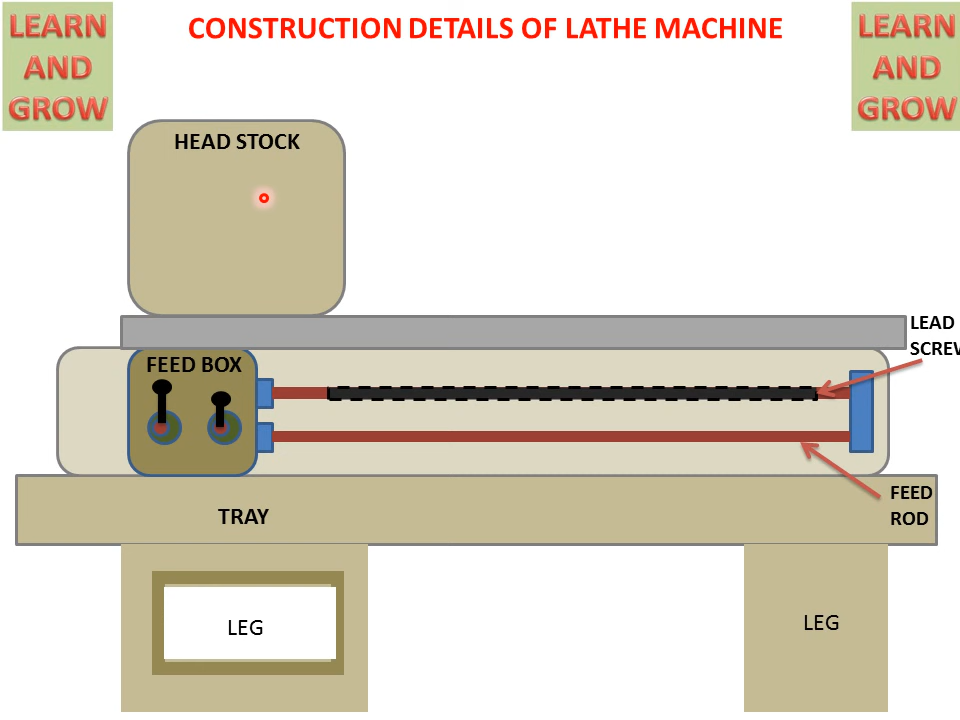 LEARN
AND
GROW
CONSTRUCTION DETAILS OF LATHE MACHINE
LEARN
AND
GROW
HEAD STOCK
LEAD
SCREW
FEED BOX
FEED
ROD
TRAY
LEG
LEG